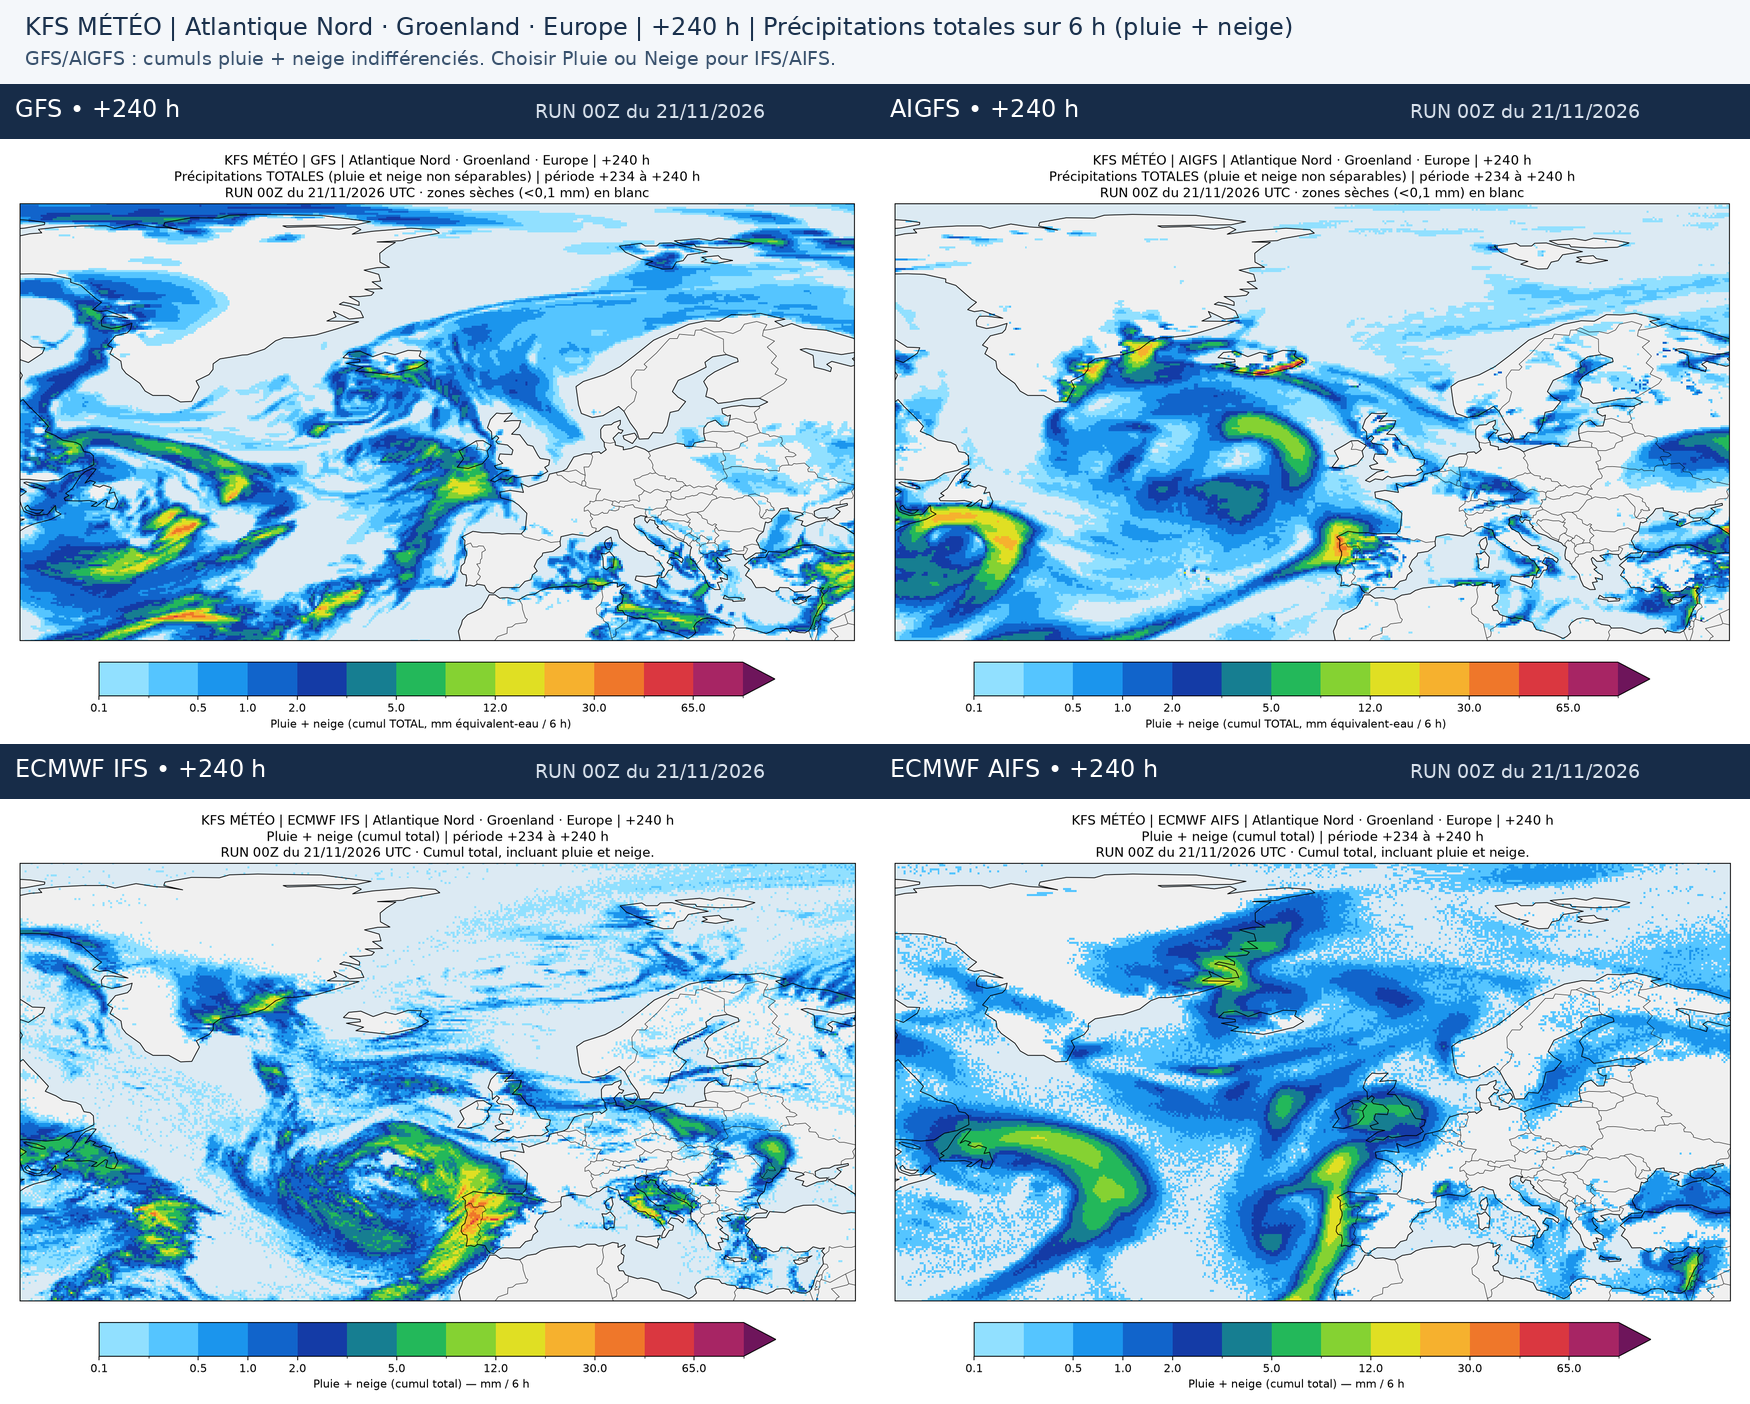 KFS MÉTÉO | Atlantique Nord · Groenland · Europe | +240 h | Précipitations totales sur 6 h (pluie + neige)
GFS/AIGFS : cumuls pluie + neige indifférenciés. Choisir Pluie ou Neige pour IFS/AIFS.
GFS • +240 h
RUN 00Z du 21/11/2026
KFS MÉTÉO | GFS | Atlantique Nord · Groenland · Europe | +240 h
Précipitations TOTALES (pluie et neige non séparables) | période +234 à +240 h
RUN 00Z du 21/11/2026 UTC · zones sèches (<0,1 mm) en blanc
0.1 0.5 1.0 2.0 5.0 12.0 30.0 65.0
Pluie + neige (cumul TOTAL, mm équivalent-eau / 6 h)
AIGFS • +240 h
RUN 00Z du 21/11/2026
KFS MÉTÉO | AIGFS | Atlantique Nord · Groenland · Europe | +240 h
Précipitations TOTALES (pluie et neige non séparables) | période +234 à +240 h
RUN 00Z du 21/11/2026 UTC · zones sèches (<0,1 mm) en blanc
0.1 0.5 1.0 2.0 5.0 12.0 30.0 65.0
Pluie + neige (cumul TOTAL, mm équivalent-eau / 6 h)
ECMWF IFS • +240 h
RUN 00Z du 21/11/2026
KFS MÉTÉO | ECMWF IFS | Atlantique Nord · Groenland · Europe | +240 h
Pluie + neige (cumul total) | période +234 à +240 h
RUN 00Z du 21/11/2026 UTC · Cumul total, incluant pluie et neige.
0.1 0.5 1.0 2.0 5.0 12.0 30.0 65.0
Pluie + neige (cumul total) — mm / 6 h
ECMWF AIFS • +240 h
RUN 00Z du 21/11/2026
KFS MÉTÉO | ECMWF AIFS | Atlantique Nord · Groenland · Europe | +240 h
Pluie + neige (cumul total) | période +234 à +240 h
RUN 00Z du 21/11/2026 UTC · Cumul total, incluant pluie et neige.
0.1 0.5 1.0 2.0 5.0 12.0 30.0 65.0
Pluie + neige (cumul total) — mm / 6 h